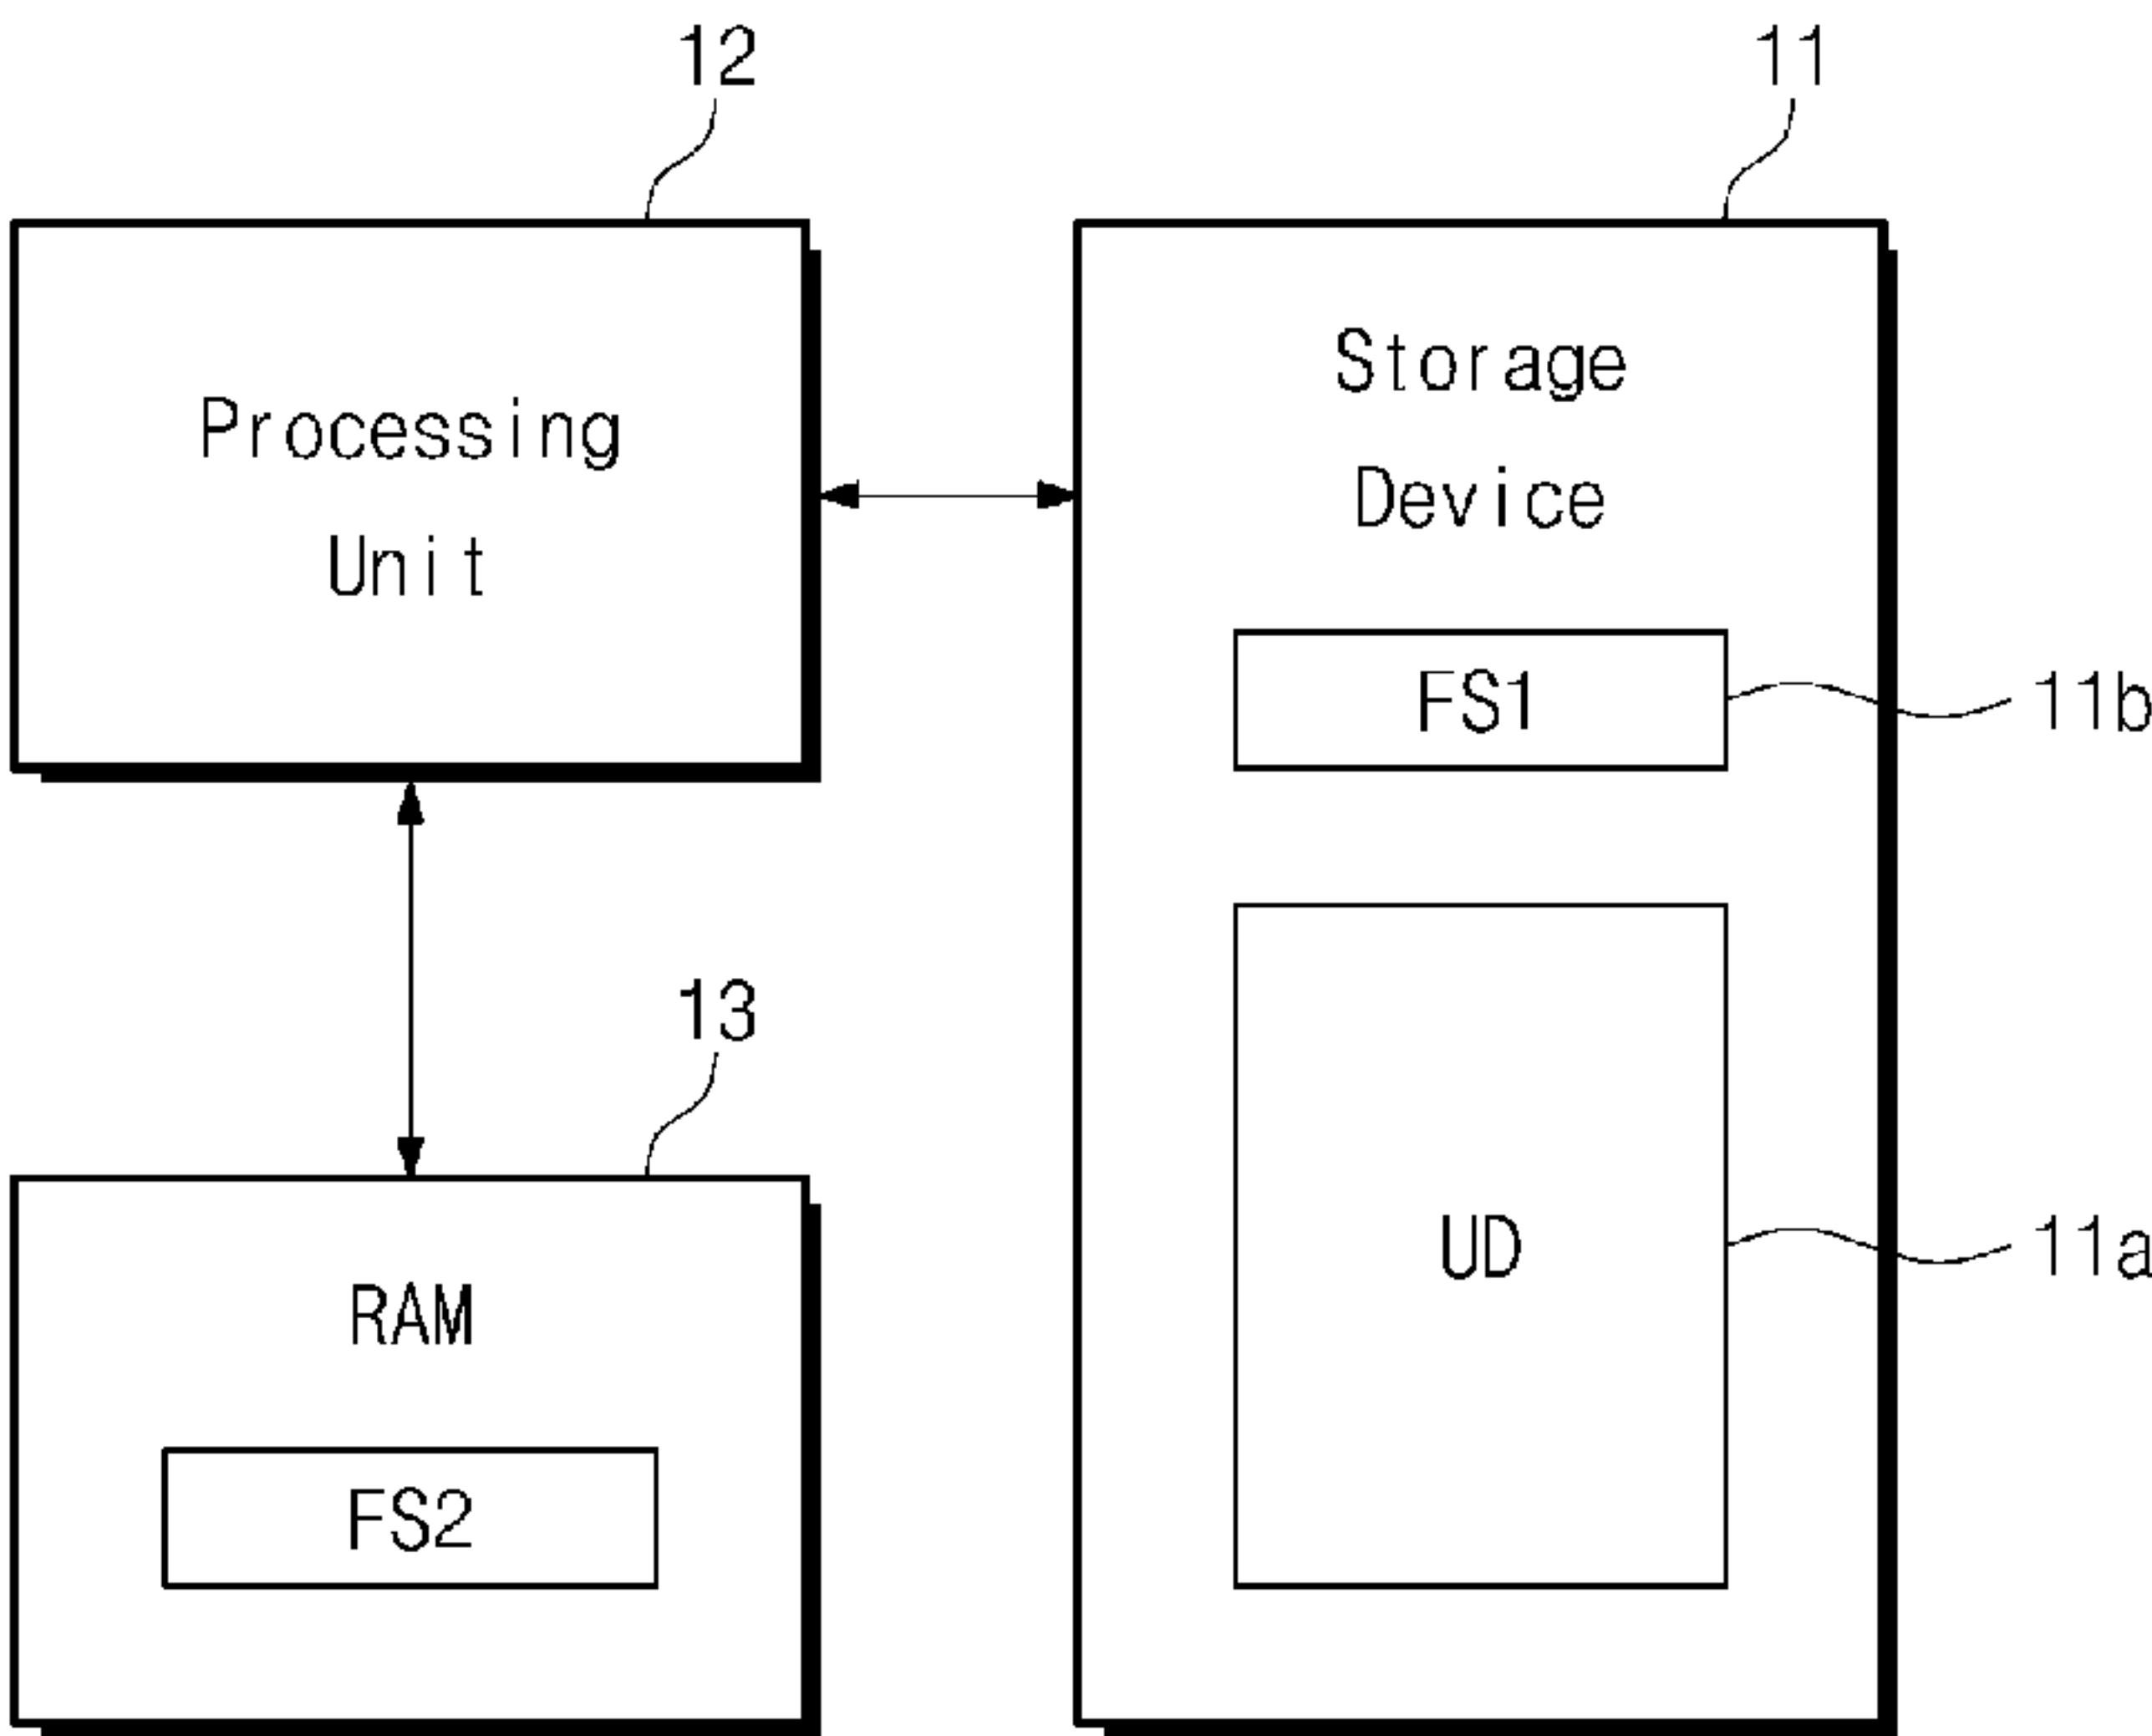 12
11
Processing
Unit
Storage
Device
FS1
11b
13
UD
11a
RAM
FS2